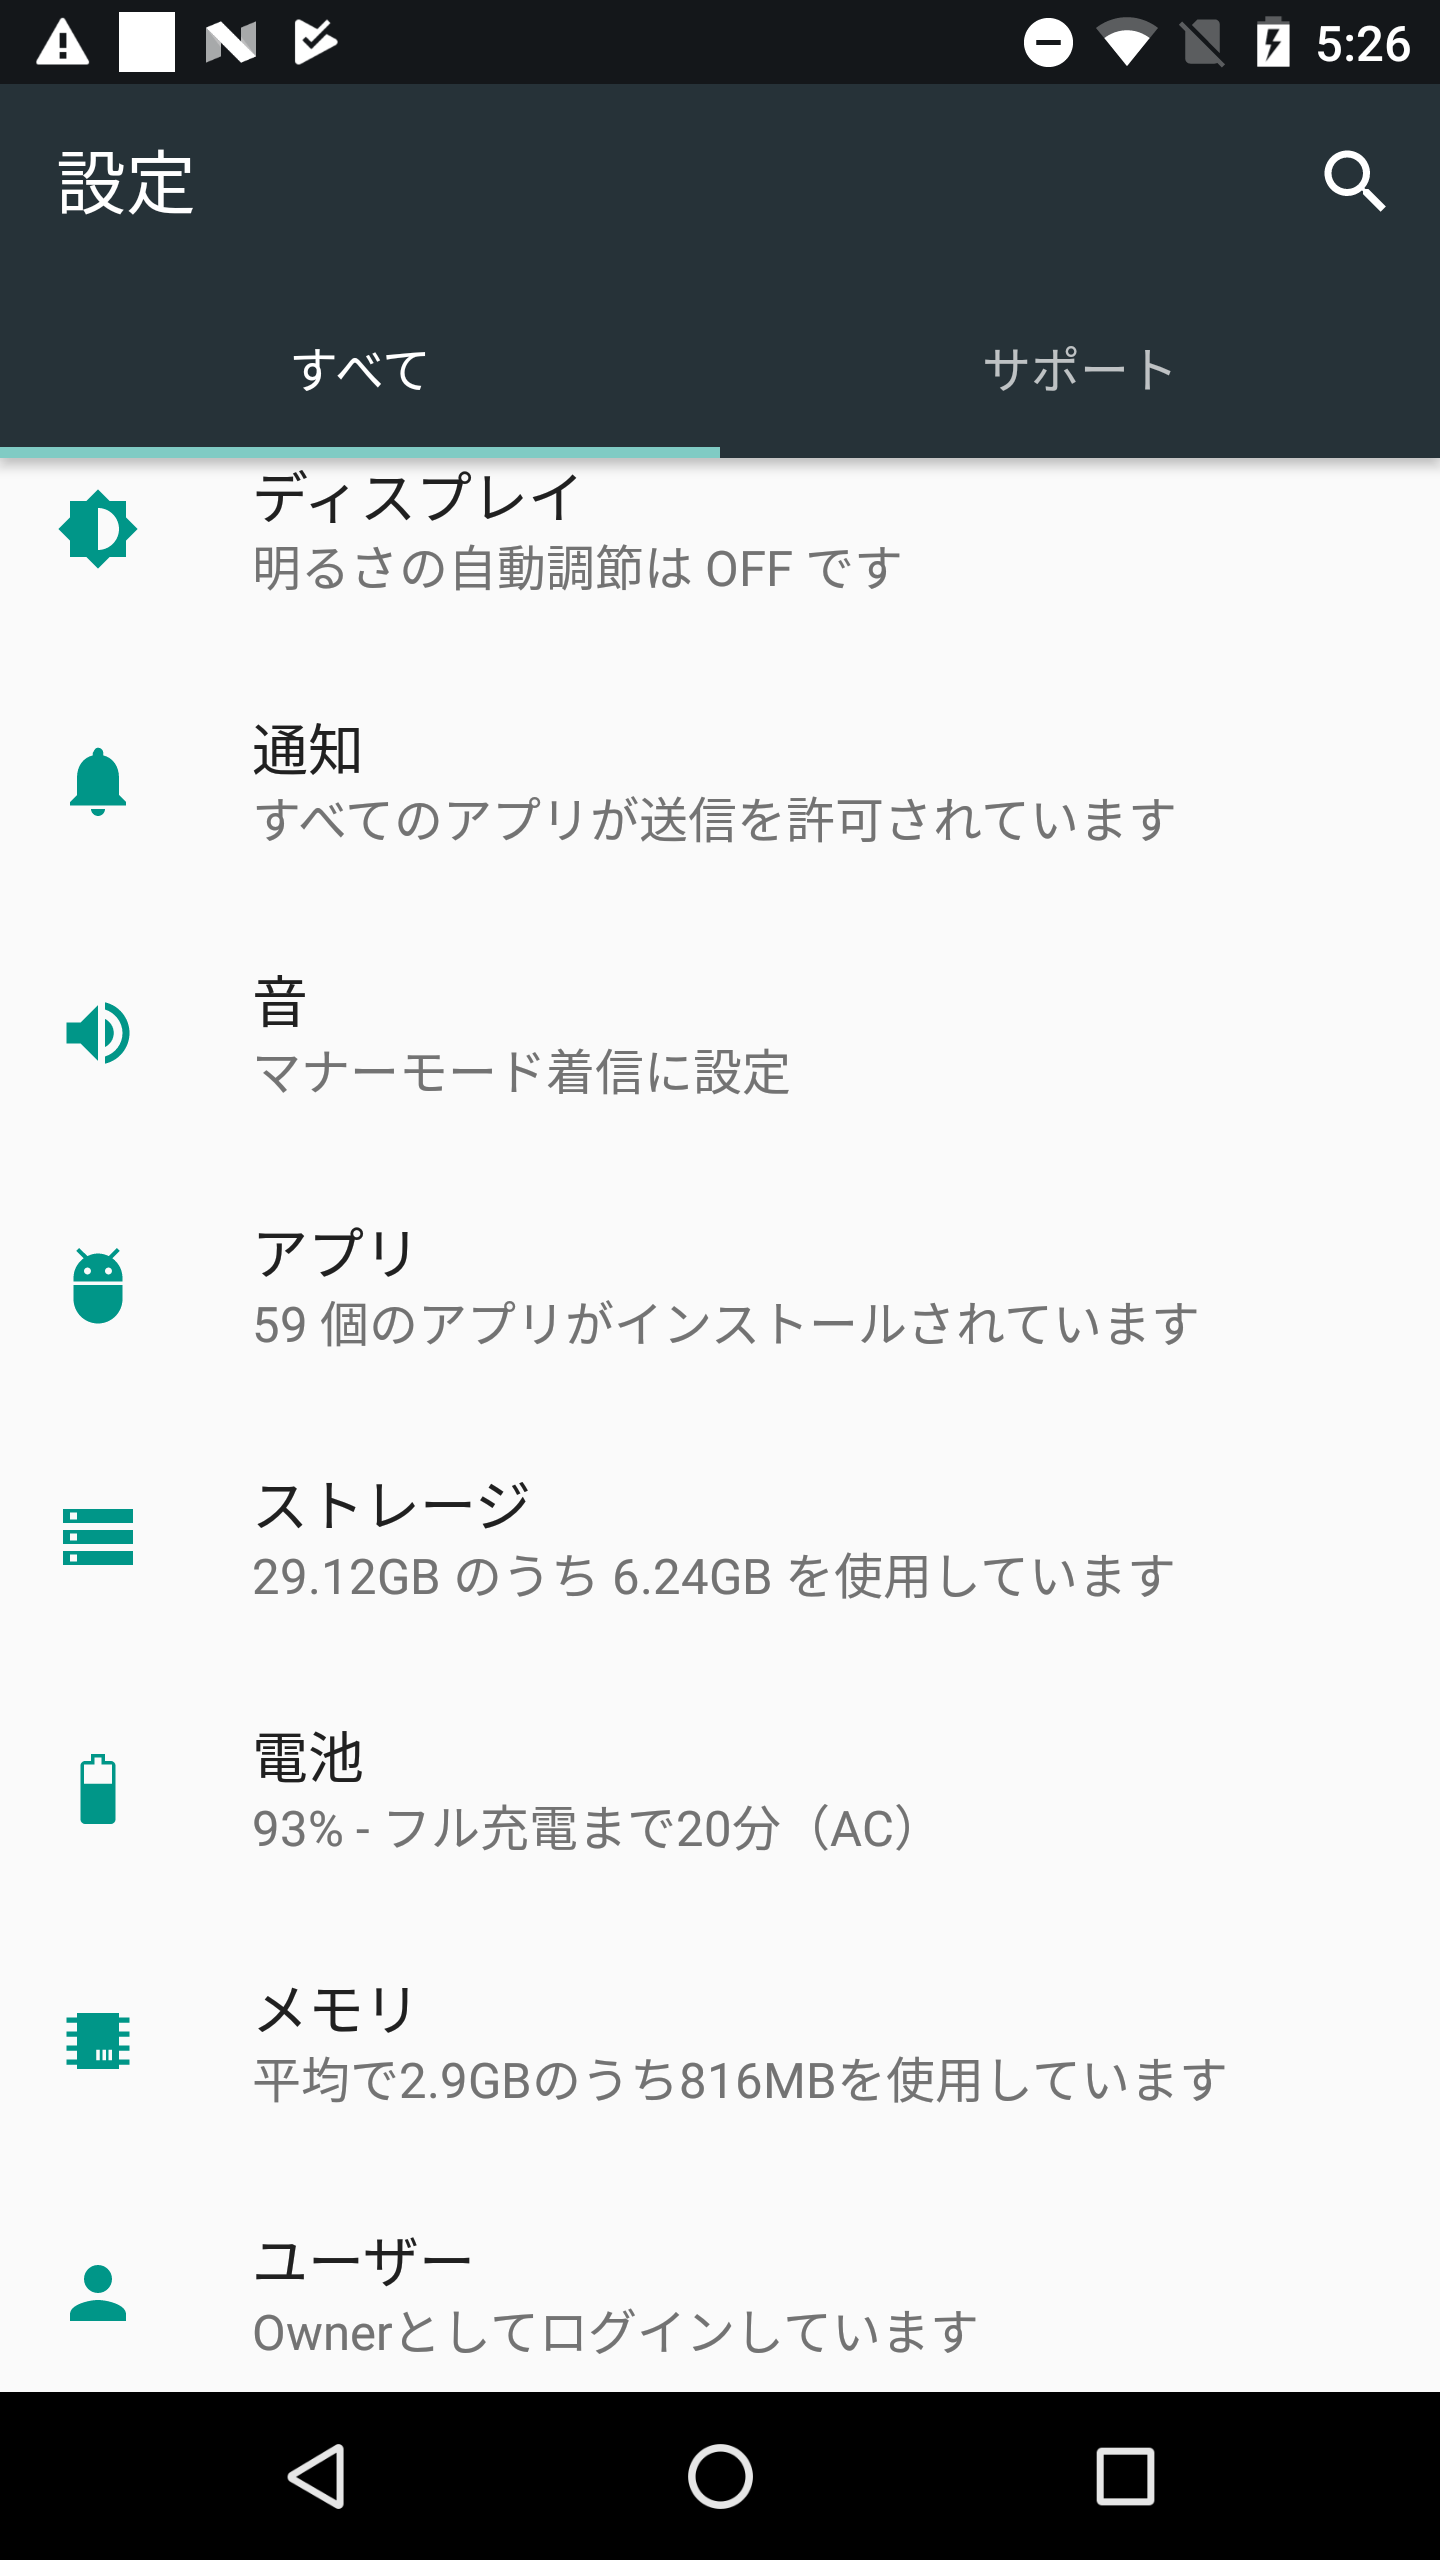 5:26
設定
すべて
サポート
ディスプレイ
明るさの自動調節は OFF です
通知
すべてのアプリが送信を許可されています
音
マナーモード着信に設定
アプリ
59 個のアプリがインストールされています
ストレージ
29.12GB のうち 6.24GB を使用しています
電池
93% - フル充電まで20分（AC）
メモリ
平均で2.9GBのうち816MBを使用しています
ユーザー
Ownerとしてログインしています